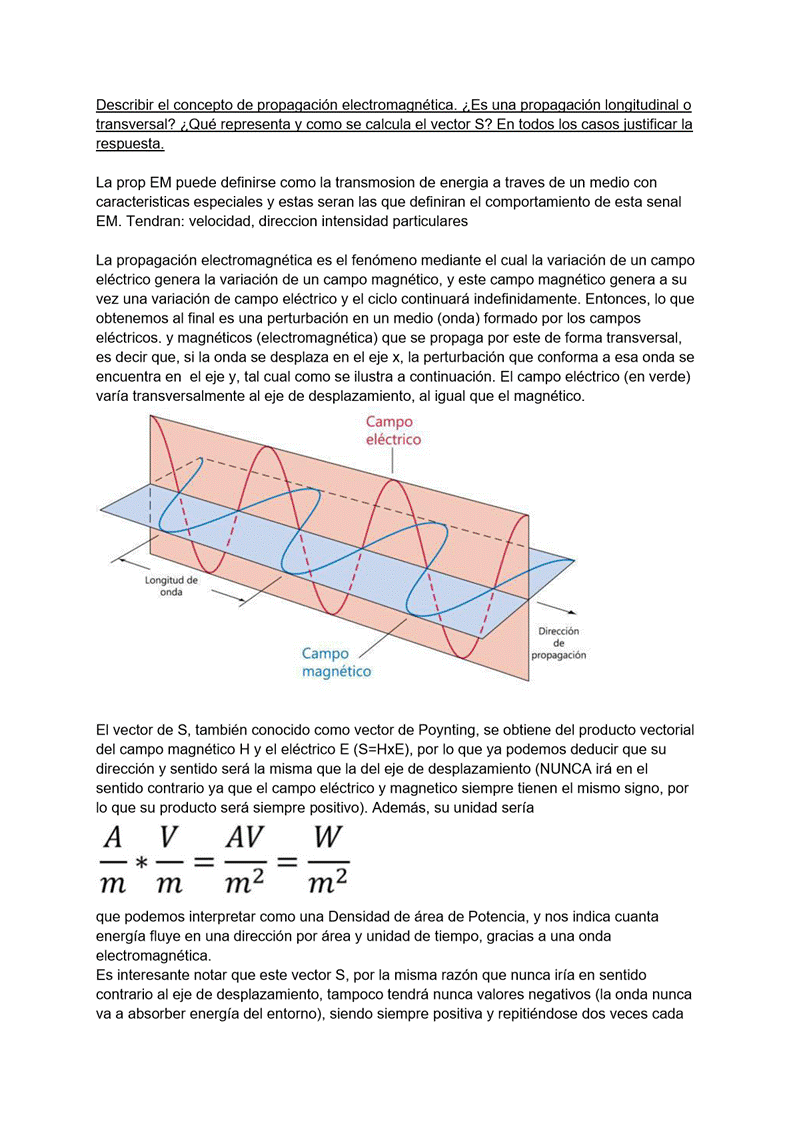 Describir el concepto de propagación electromagnética. ¿Es una propagación longitudinal o
transversal? ¿Qué representa y como se calcula el vector S? En todos los casos justificar la
respuesta.
La prop EM puede definirse como la transmosion de energia a traves de un medio con
caracteristicas especiales y estas seran las que definiran el comportamiento de esta senal
EM. Tendran: velocidad, direccion intensidad particulares
La propagación electromagnética es el fenómeno mediante el cual la variación de un campo
eléctrico genera la variación de un campo magnético, y este campo magnético genera a su
vez una variación de campo eléctrico y el ciclo continuará indefinidamente. Entonces, lo que
obtenemos al final es una perturbación en un medio (onda) formado por los campos
eléctricos. y magnéticos (electromagnética) que se propaga por este de forma transversal,
es decir que, si la onda se desplaza en el eje x, la perturbación que conforma a esa onda se
encuentra en  el eje y, tal cual como se ilustra a continuación. El campo eléctrico (en verde)
varía transversalmente al eje de desplazamiento, al igual que el magnético.
Campo
eléctrico
Longitud de
onda
Dirección
de
propagación
Campo
magnético
El vector de S, también conocido como vector de Poynting, se obtiene del producto vectorial
del campo magnético H y el eléctrico E (S=HxE), por lo que ya podemos deducir que su
dirección y sentido será la misma que la del eje de desplazamiento (NUNCA irá en el
sentido contrario ya que el campo eléctrico y magnetico siempre tienen el mismo signo, por
lo que su producto será siempre positivo). Además, su unidad sería
A/m * V/m = AV/m² = W/m²
que podemos interpretar como una Densidad de área de Potencia, y nos indica cuanta
energía fluye en una dirección por área y unidad de tiempo, gracias a una onda
electromagnética.
Es interesante notar que este vector S, por la misma razón que nunca iría en sentido
contrario al eje de desplazamiento, tampoco tendrá nunca valores negativos (la onda nunca
va a absorber energía del entorno), siendo siempre positiva y repitiéndose dos veces cada